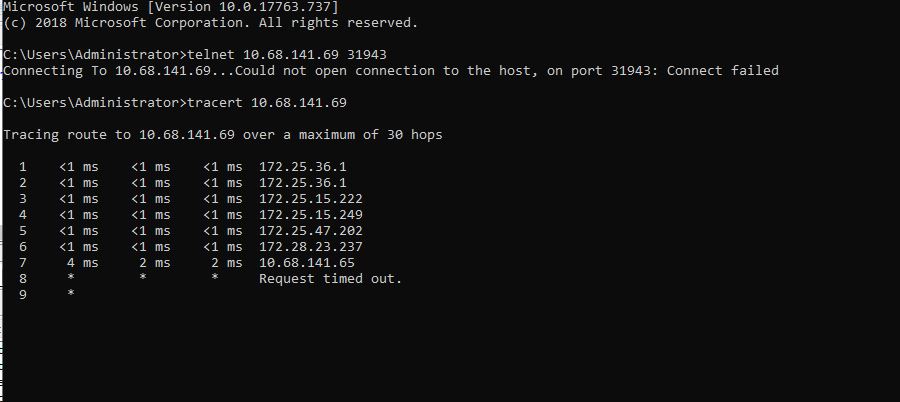 Microsoft Windows [Version 10.0.17763.737]
(c) 2018 Microsoft Corporation. All rights reserved.
C:\Users\Administrator>telnet 10.68.141.69 31943
Connecting To 10.68.141.69...Could not open connection to the host, on port 31943: Connect failed
C:\Users\Administrator>tracert 10.68.141.69
Tracing route to 10.68.141.69 over a maximum of 30 hops
1 <1 ms <1 ms <1 ms 172.25.36.1
2 <1 ms <1 ms <1 ms 172.25.36.1
3 <1 ms <1 ms <1 ms 172.25.15.222
4 <1 ms <1 ms <1 ms 172.25.15.249
5 <1 ms <1 ms <1 ms 172.25.47.202
6 <1 ms <1 ms <1 ms 172.28.23.237
7 4 ms 2 ms 2 ms 10.68.141.65
8 * * * Request timed out.
9 *